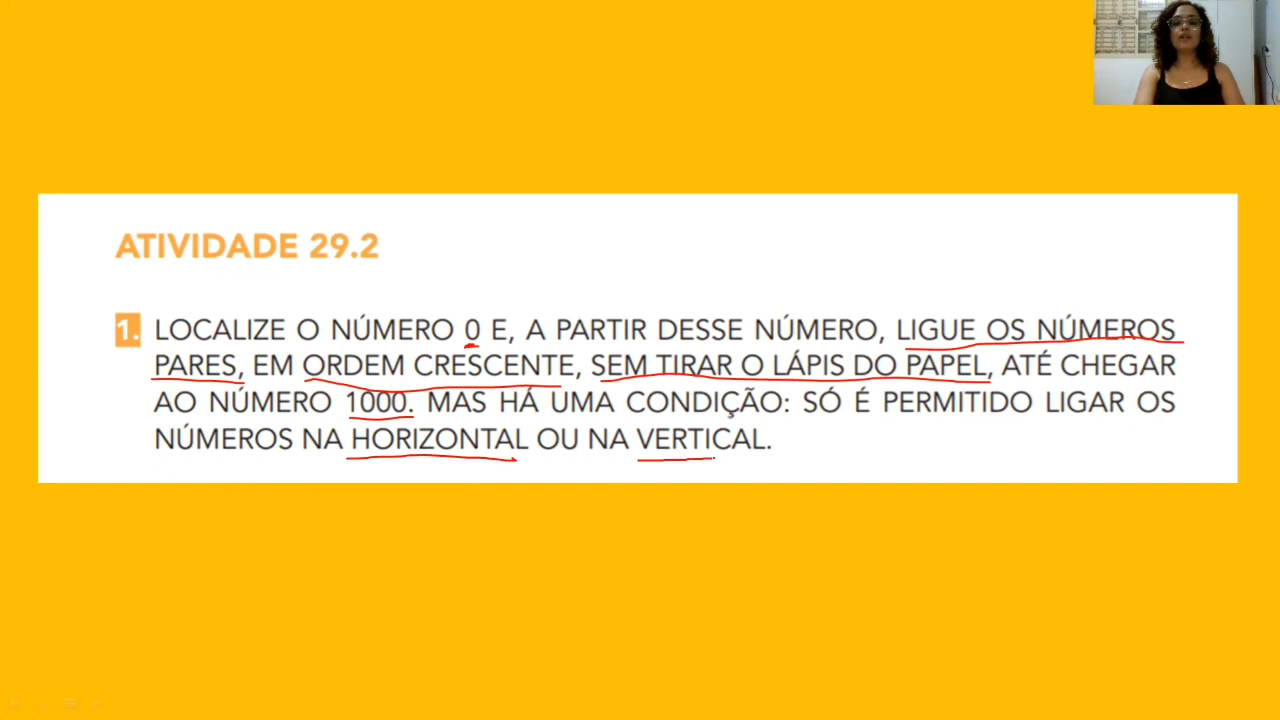 ATIVIDADE 29.2
1. LOCALIZE O NÚMERO 0 E, A PARTIR DESSE NÚMERO, LIGUE OS NÚMEROS
PARES, EM ORDEM CRESCENTE, SEM TIRAR O LÁPIS DO PAPEL, ATÉ CHEGAR
AO NÚMERO 1000. MAS HÁ UMA CONDIÇÃO: SÓ É PERMITIDO LIGAR OS
NÚMEROS NA HORIZONTAL OU NA VERTICAL.